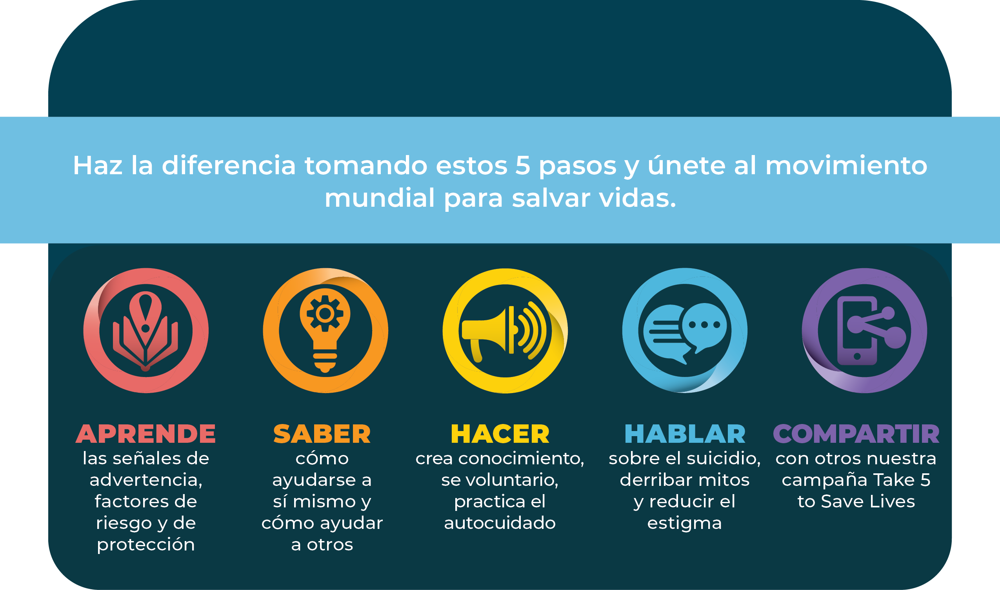 Haz la diferencia tomando estos 5 pasos y únete al movimiento
mundial para salvar vidas.
APRENDE
las señales de
advertencia,
factores de
riesgo y de
protección
SABER
cómo
ayudarse a
sí mismo y
cómo ayudar
a otros
HACER
crea conocimiento,
se voluntario,
practica el
autocuidado
HABLAR
sobre el suicidio,
derribar mitos
y reducir el
estigma
COMPARTIR
con otros nuestra
campaña Take 5
to Save Lives